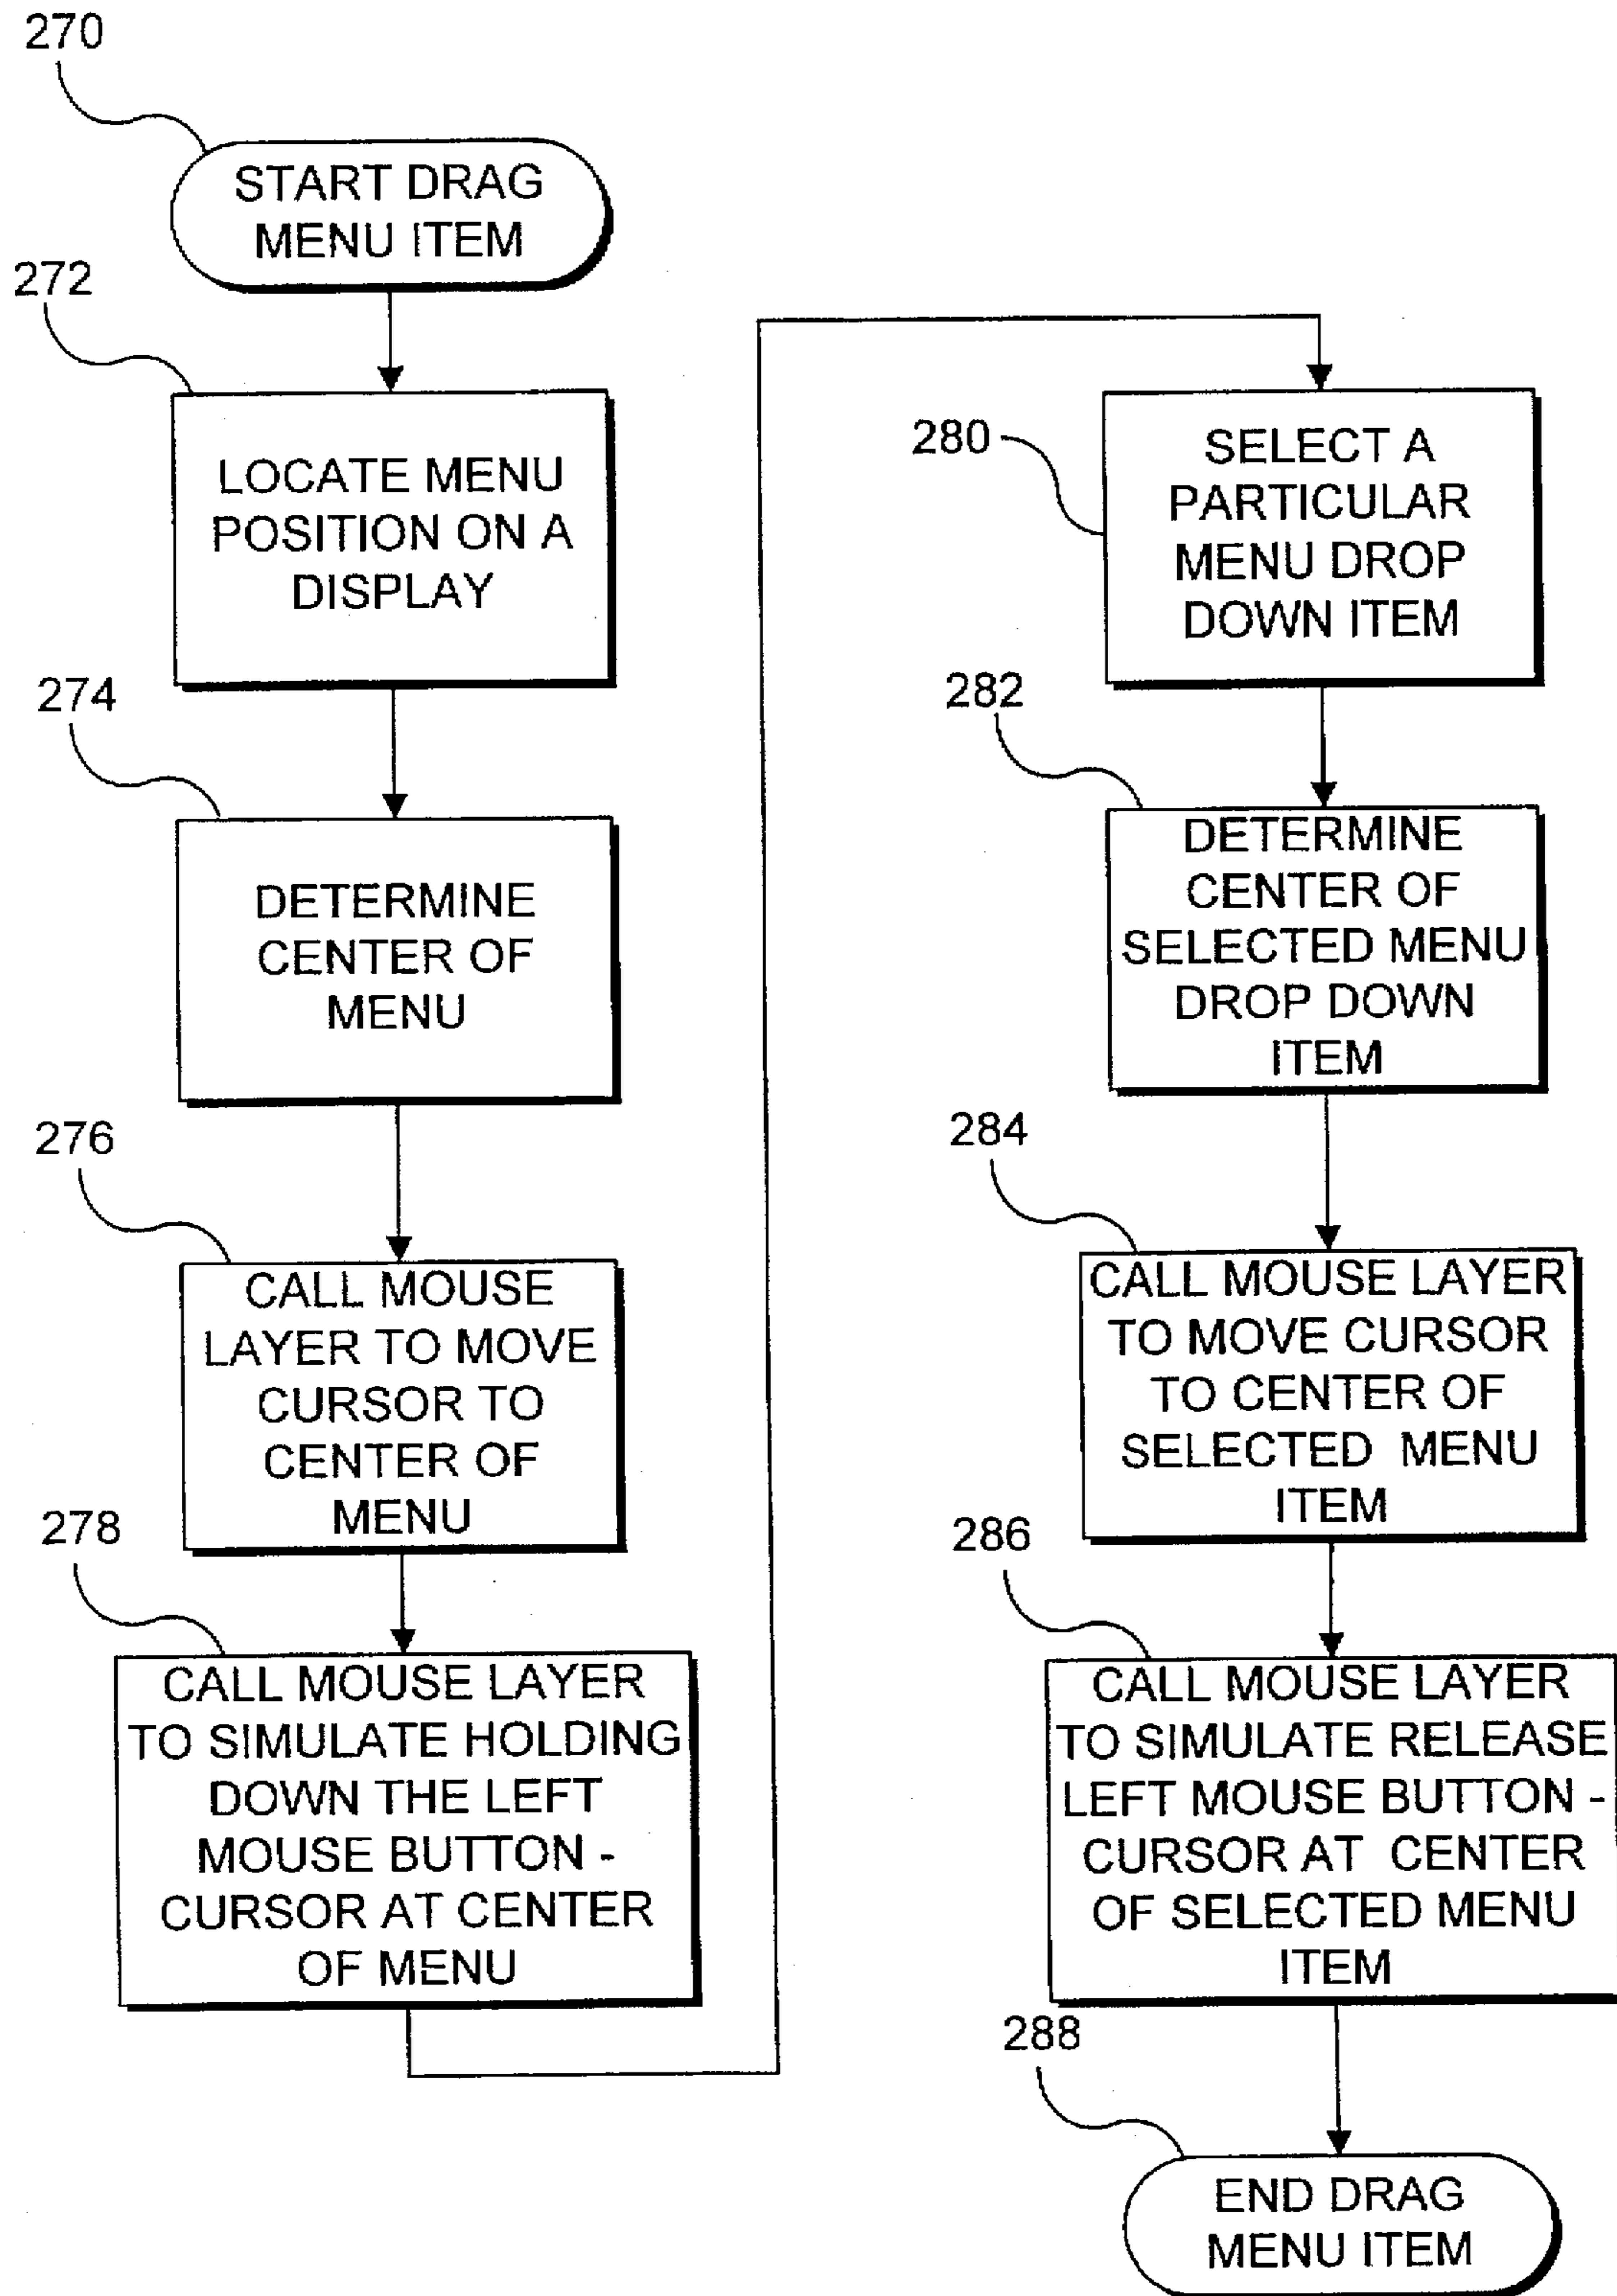 270
START DRAG
MENU ITEM
272
LOCATE MENU
POSITION ON A
DISPLAY
274
DETERMINE
CENTER OF
MENU
276
CALL MOUSE
LAYER TO MOVE
CURSOR TO
CENTER OF
MENU
278
CALL MOUSE LAYER
TO SIMULATE HOLDING
DOWN THE LEFT
MOUSE BUTTON -
CURSOR AT CENTER
OF MENU
280
SELECT A
PARTICULAR
MENU DROP
DOWN ITEM
282
DETERMINE
CENTER OF
SELECTED MENU
DROP DOWN
ITEM
284
CALL MOUSE LAYER
TO MOVE CURSOR
TO CENTER OF
SELECTED MENU
ITEM
286
CALL MOUSE LAYER
TO SIMULATE RELEASE
LEFT MOUSE BUTTON -
CURSOR AT CENTER
OF SELECTED MENU
ITEM
288
END DRAG
MENU ITEM